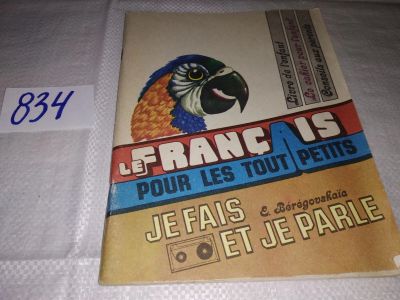 834
Livre de l'enfant
Le cahier pour l'enfant
Conseils aux parents
LE FRANÇAIS
POUR LES TOUT PETITS
E. Bérégovskaïa
JE FAIS
ET JE PARLE